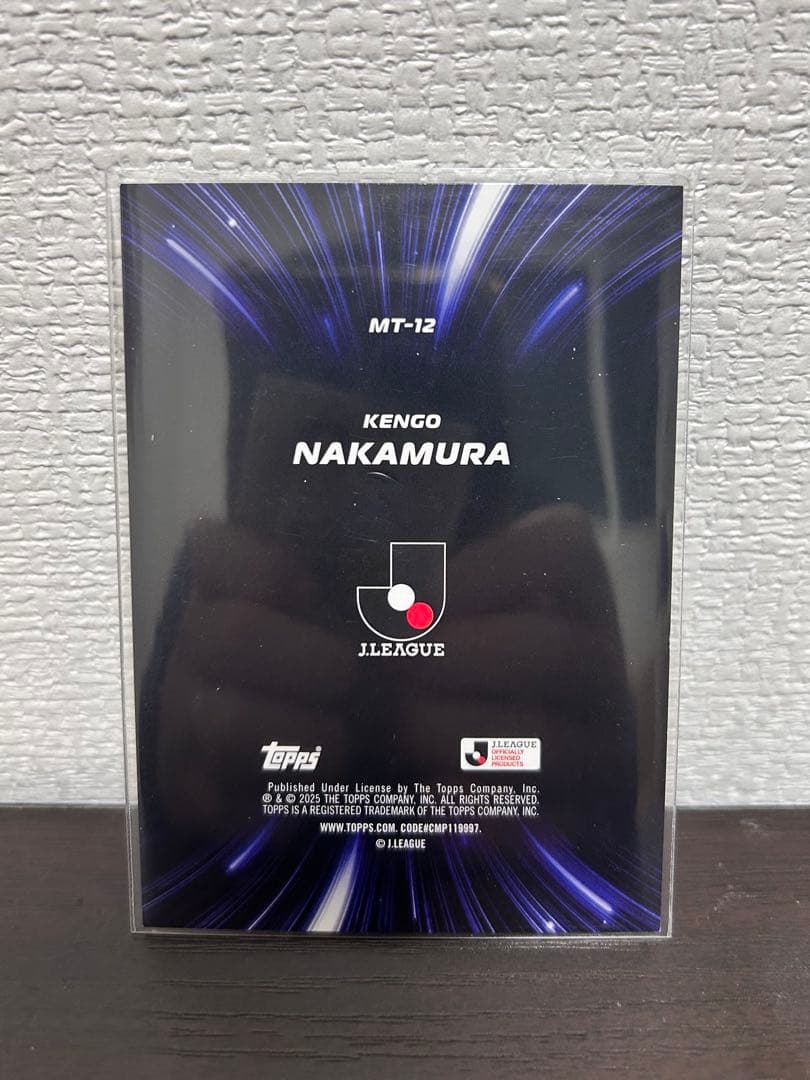 MT-12
KENGO
NAKAMURA
J.LEAGUE
topps
J.LEAGUE
OFFICIALLY
LICENSED
PRODUCTS
Published Under License by The Topps Company, Inc.
® & © 2025 THE TOPPS COMPANY, INC. ALL RIGHTS RESERVED.
TOPPS IS A REGISTERED TRADEMARK OF THE TOPPS COMPANY, INC.
WWW.TOPPS.COM. CODE#CMP119997.
© J.LEAGUE